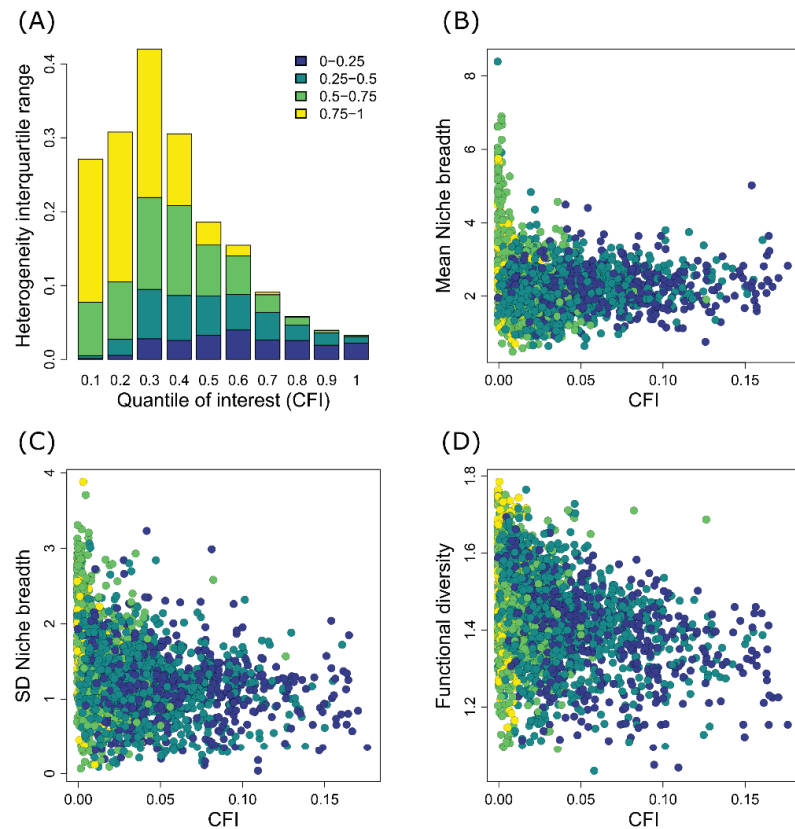 (A)
Heterogeneity interquartile range
0.4
0.3
0.2
0.1
0.0
0−0.25
0.25−0.5
0.5−0.75
0.75−1
0.1 0.2 0.3 0.4 0.5 0.6 0.7 0.8 0.9 1
Quantile of interest (CFI)
(B)
Mean Niche breadth
8
6
4
2
0.00 0.05 0.10 0.15
CFI
(C)
SD Niche breadth
4
3
2
1
0
0.00 0.05 0.10 0.15
CFI
(D)
Functional diversity
1.8
1.6
1.4
1.2
0.00 0.05 0.10 0.15
CFI